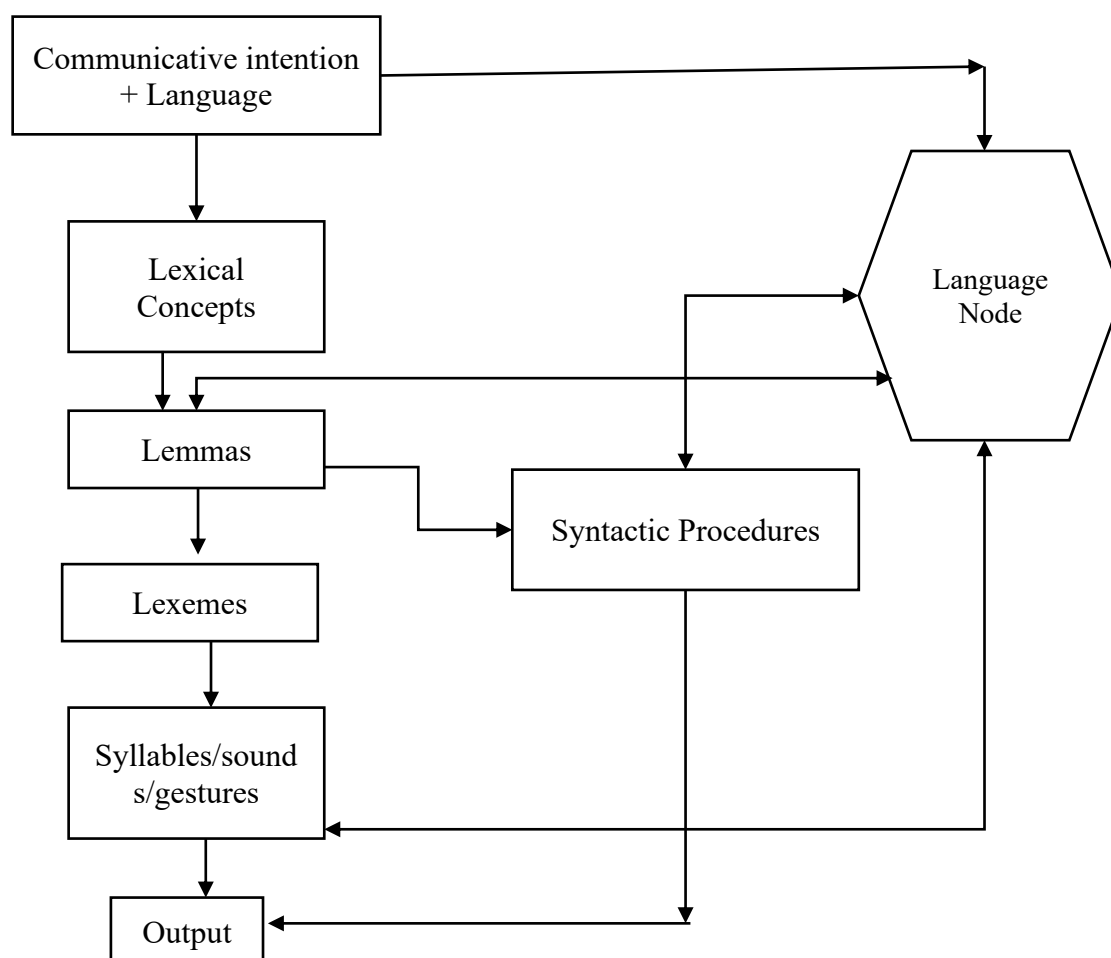 Communicative intention
+ Language
Lexical
Concepts
Language
Node
Lemmas
Syntactic Procedures
Lexemes
Syllables/sound
s/gestures
Output